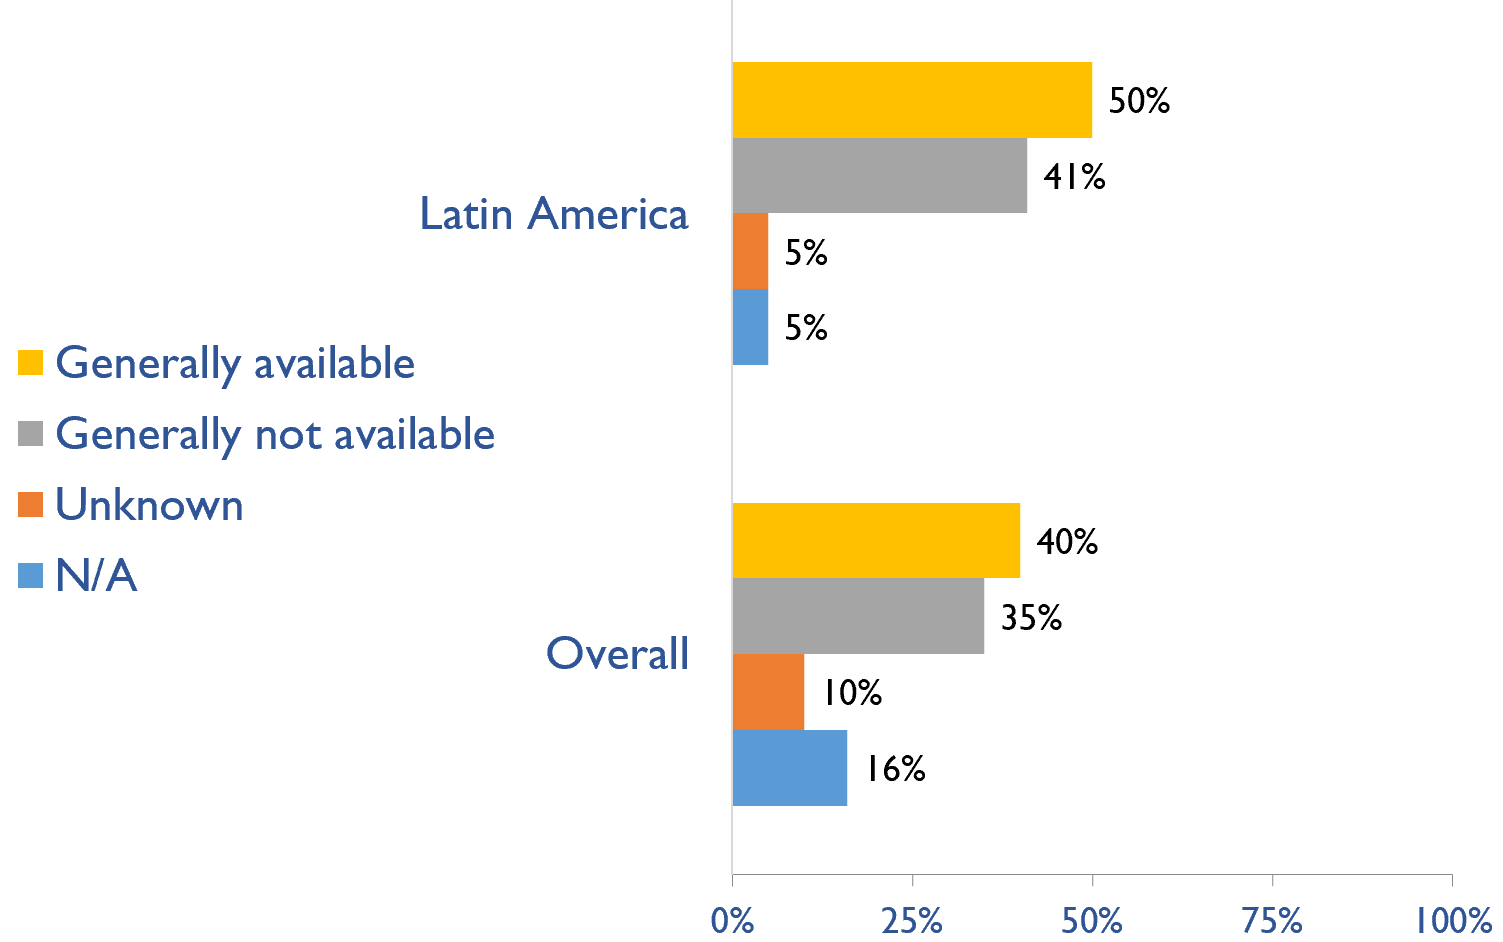 50%
41%
Latin America
5%
5%
Generally available
Generally not available
Unknown
N/A
40%
35%
Overall
10%
16%
0% 25% 50% 75% 100%